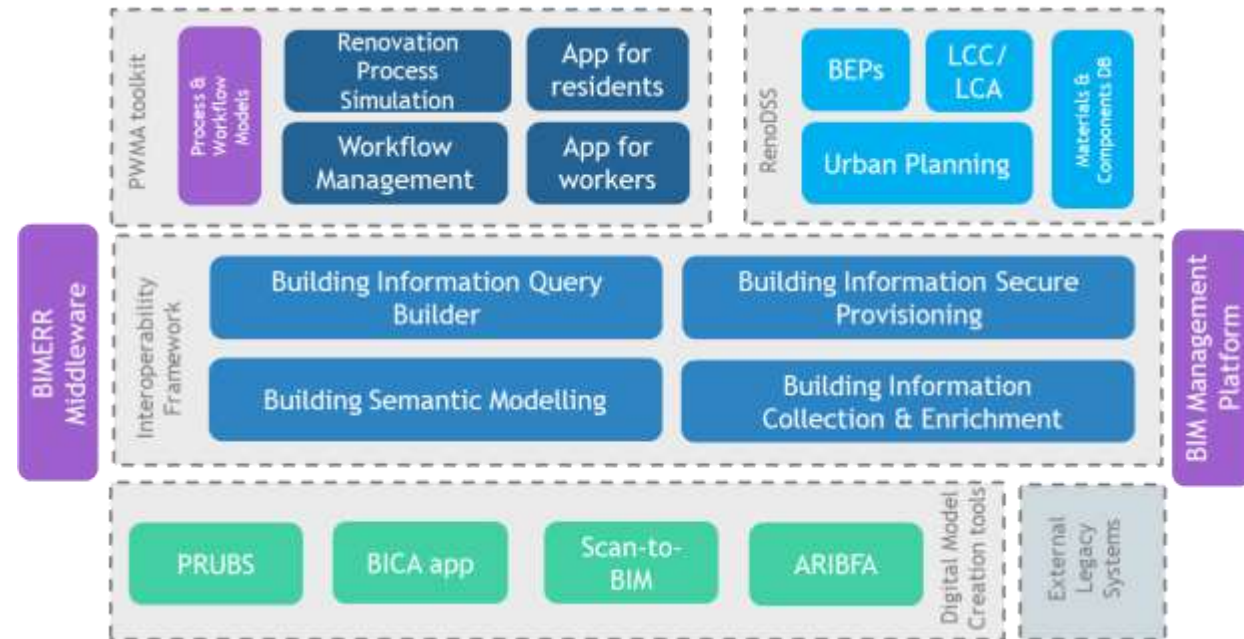 PWMA toolkit
Process &
Workflow
Models
Renovation
Process
Simulation
App for
residents
Workflow
Management
App for
workers
RenoDSS
BEPs
LCC/
LCA
Urban Planning
Materials &
Components DB
BIMERR
Middleware
Interoperability
Framework
Building Information Query
Builder
Building Information Secure
Provisioning
Building Semantic Modelling
Building Information
Collection & Enrichment
BIM Management
Platform
PRUBS
BICA app
Scan-to-
BIM
ARIBFA
Digital Model
Creation tools
External
Legacy
Systems